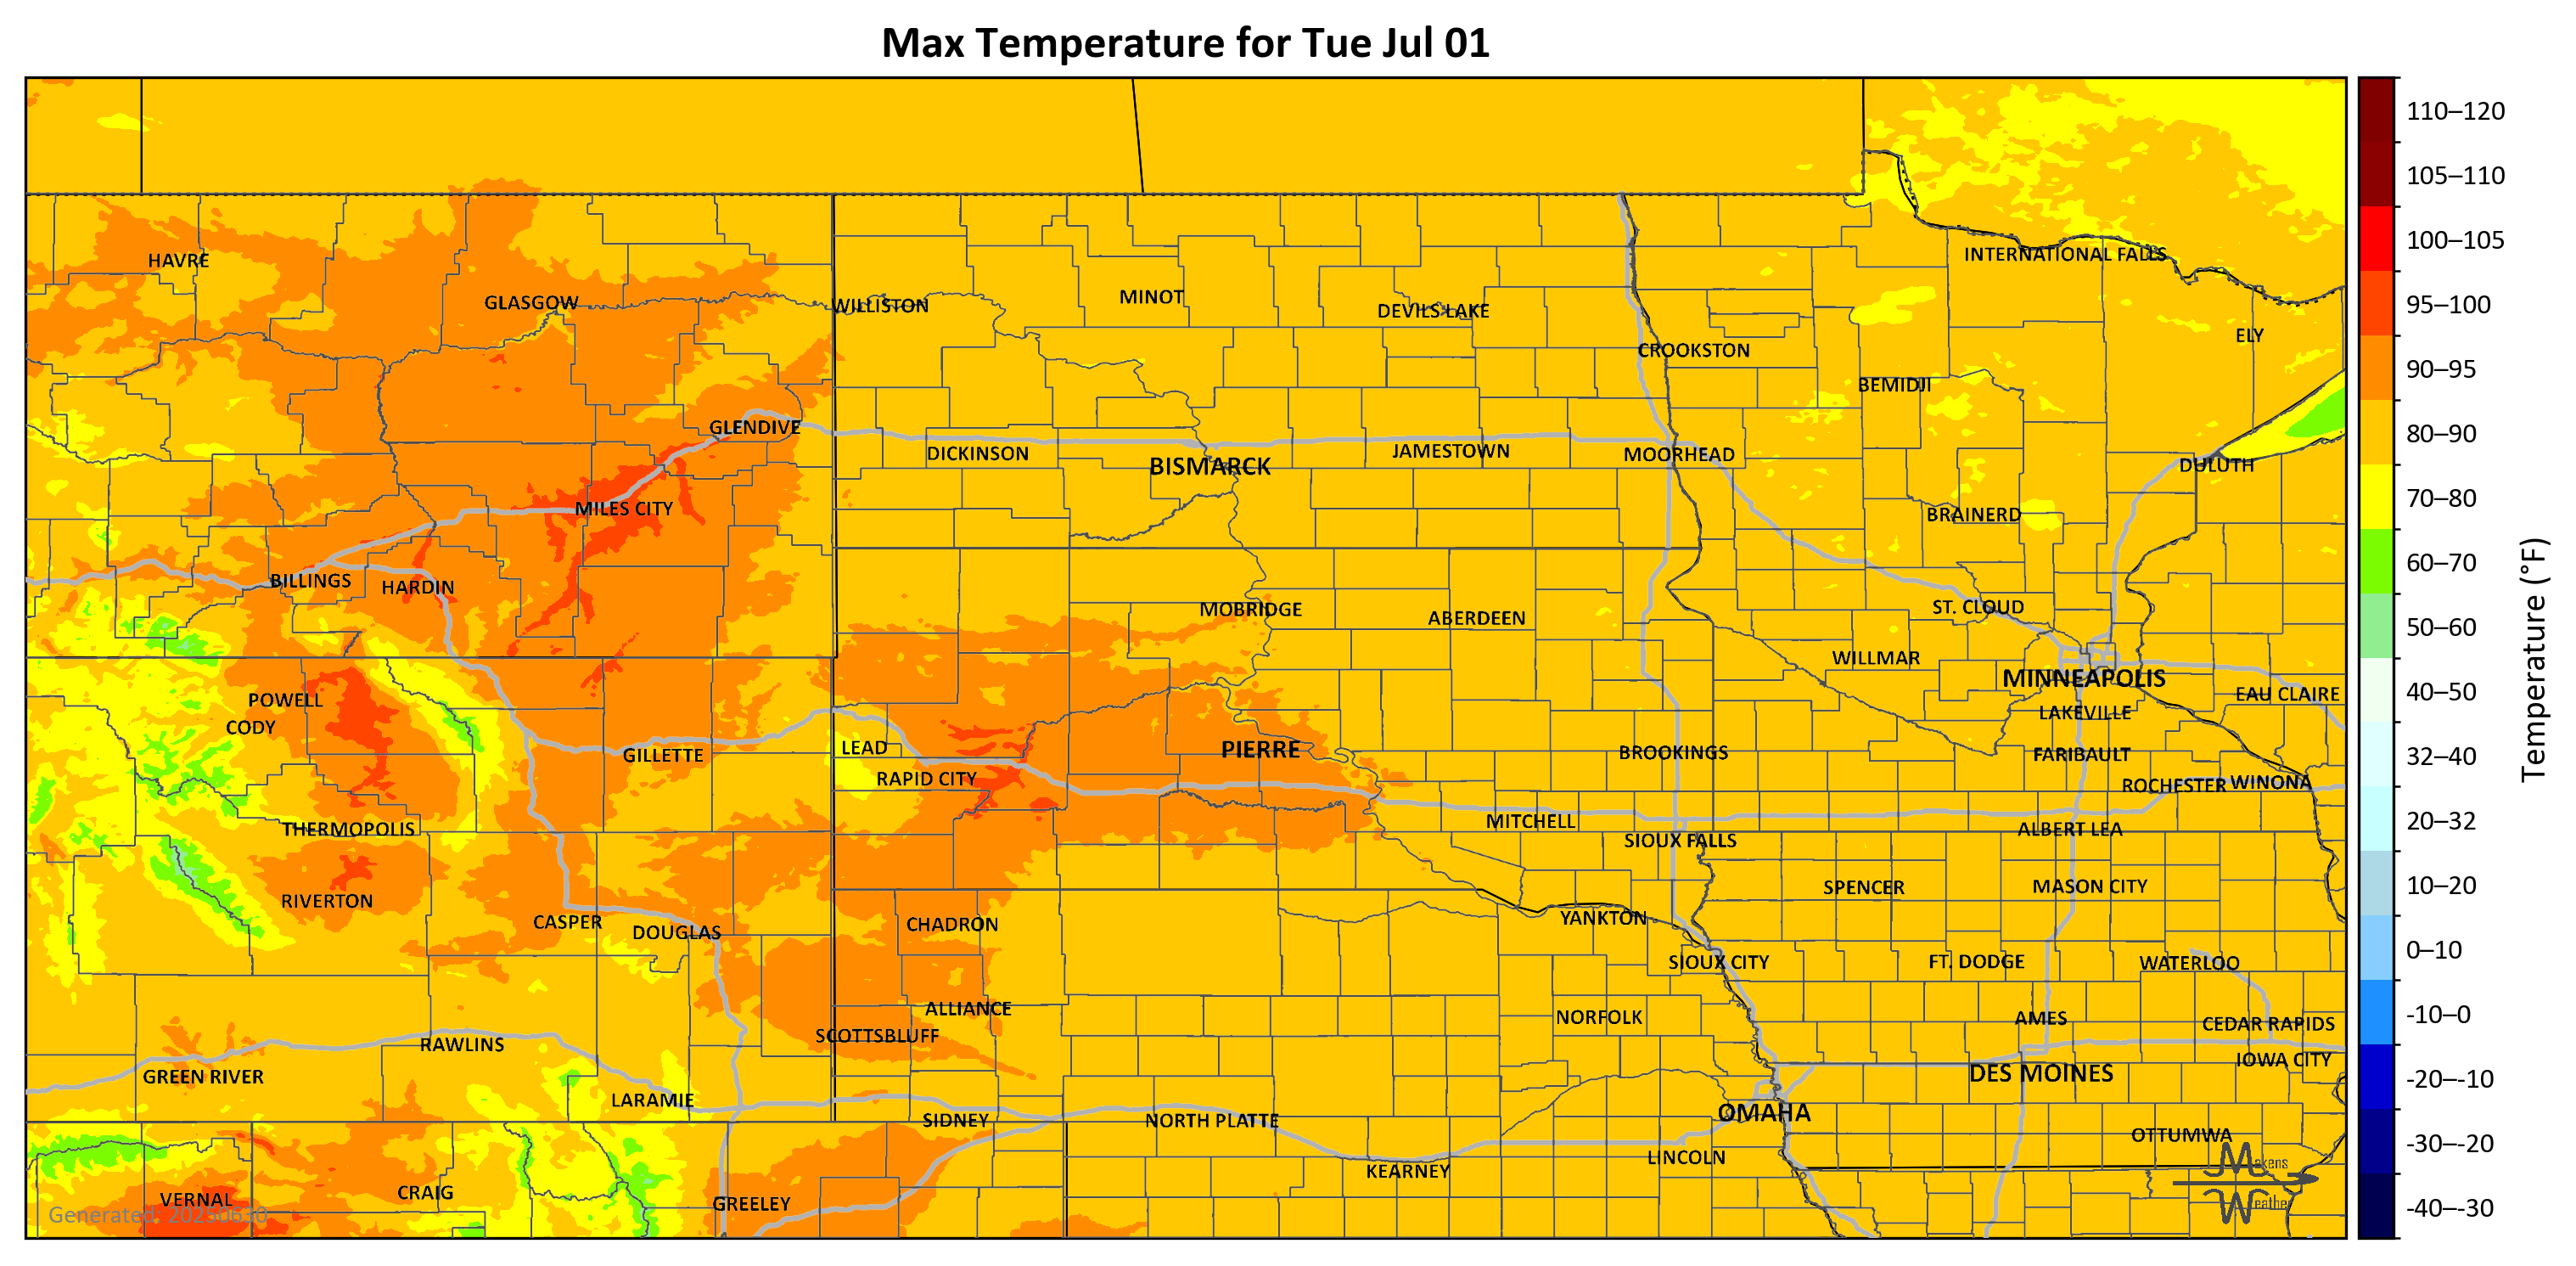 Max Temperature for Tue Jul 01
110–120
105–110
100–105
95–100
90–95
80–90
70–80
60–70
50–60
40–50
32–40
20–32
10–20
0–10
-10–0
-20–-10
-30–-20
-40–-30
Temperature (°F)
HAVRE
INTERNATIONAL FALLS
GLASGOW
WILLISTON
MINOT
DEVILS LAKE
ELY
CROOKSTON
BEMIDJI
GLENDIVE
DICKINSON
BISMARCK
JAMESTOWN
MOORHEAD
DULUTH
MILES CITY
BRAINERD
BILLINGS
HARDIN
MOBRIDGE
ABERDEEN
ST. CLOUD
WILLMAR
MINNEAPOLIS
EAU CLAIRE
POWELL
CODY
LAKEVILLE
GILLETTE
LEAD
PIERRE
BROOKINGS
FARIBAULT
RAPID CITY
ROCHESTER
WINONA
THERMOPOLIS
MITCHELL
SIOUX FALLS
ALBERT LEA
RIVERTON
SPENCER
MASON CITY
CASPER
DOUGLAS
CHADRON
YANKTON
SIOUX CITY
FT. DODGE
WATERLOO
ALLIANCE
SCOTTSBLUFF
NORFOLK
AMES
CEDAR RAPIDS
RAWLINS
IOWA CITY
GREEN RIVER
DES MOINES
LARAMIE
SIDNEY
NORTH PLATTE
OMAHA
OTTUMWA
KEARNEY
LINCOLN
VERNAL
CRAIG
GREELEY
Generated: 20250630
Makens
Weather